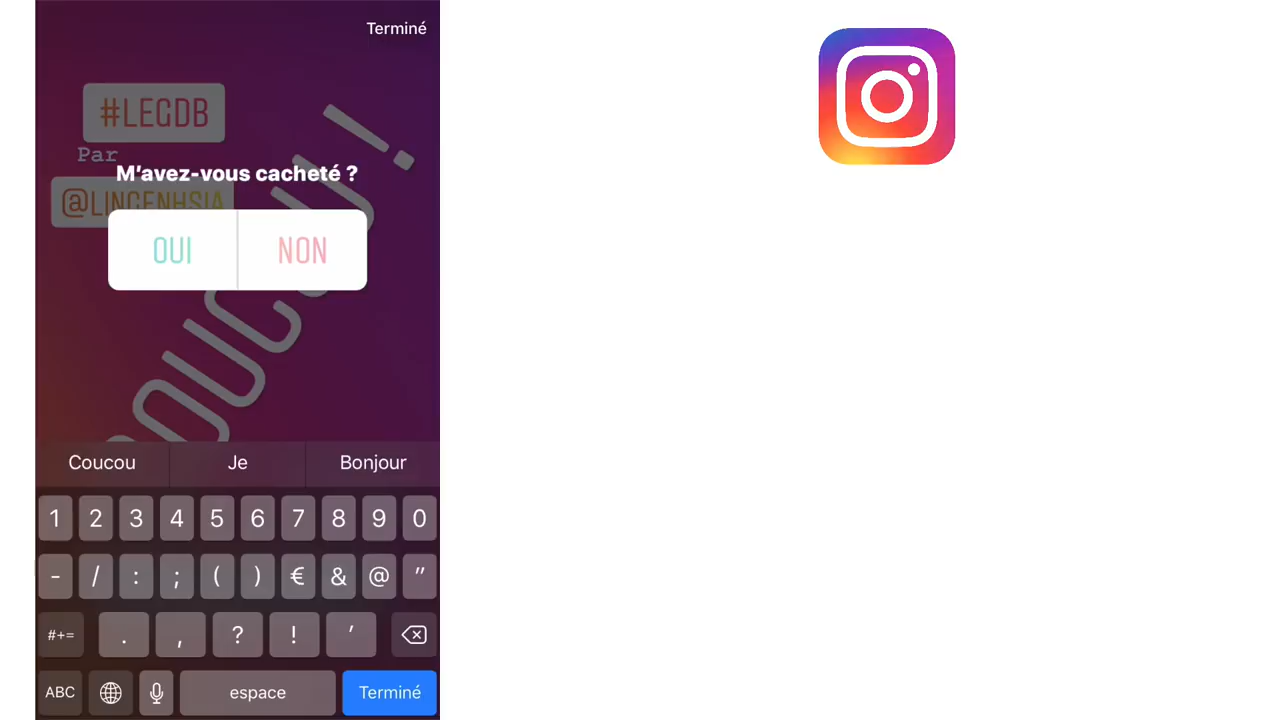 Terminé
#LEGDB
Par
M’avez-vous cacheté ?
@LINGENHSIA
OUI NON
COUCOU !
Coucou Je Bonjour
1 2 3 4 5 6 7 8 9 0
- / : ; ( ) € & @ "
#+= . , ? ! ’
ABC espace Terminé